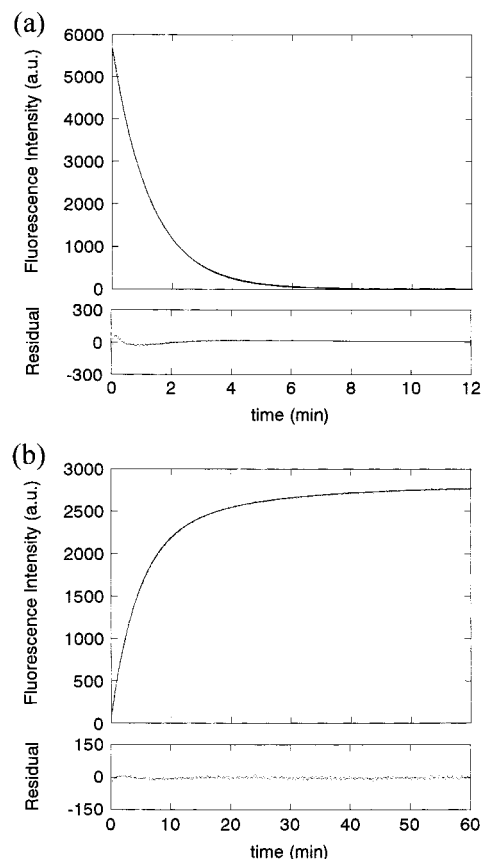 (a)
6000
5000
4000
3000
2000
1000
0
Fluorescence Intensity (a.u.)
300
0
-300
Residual
0 2 4 6 8 10 12
time (min)
(b)
3000
2500
2000
1500
1000
500
0
Fluorescence Intensity (a.u.)
150
0
-150
Residual
0 10 20 30 40 50 60
time (min)